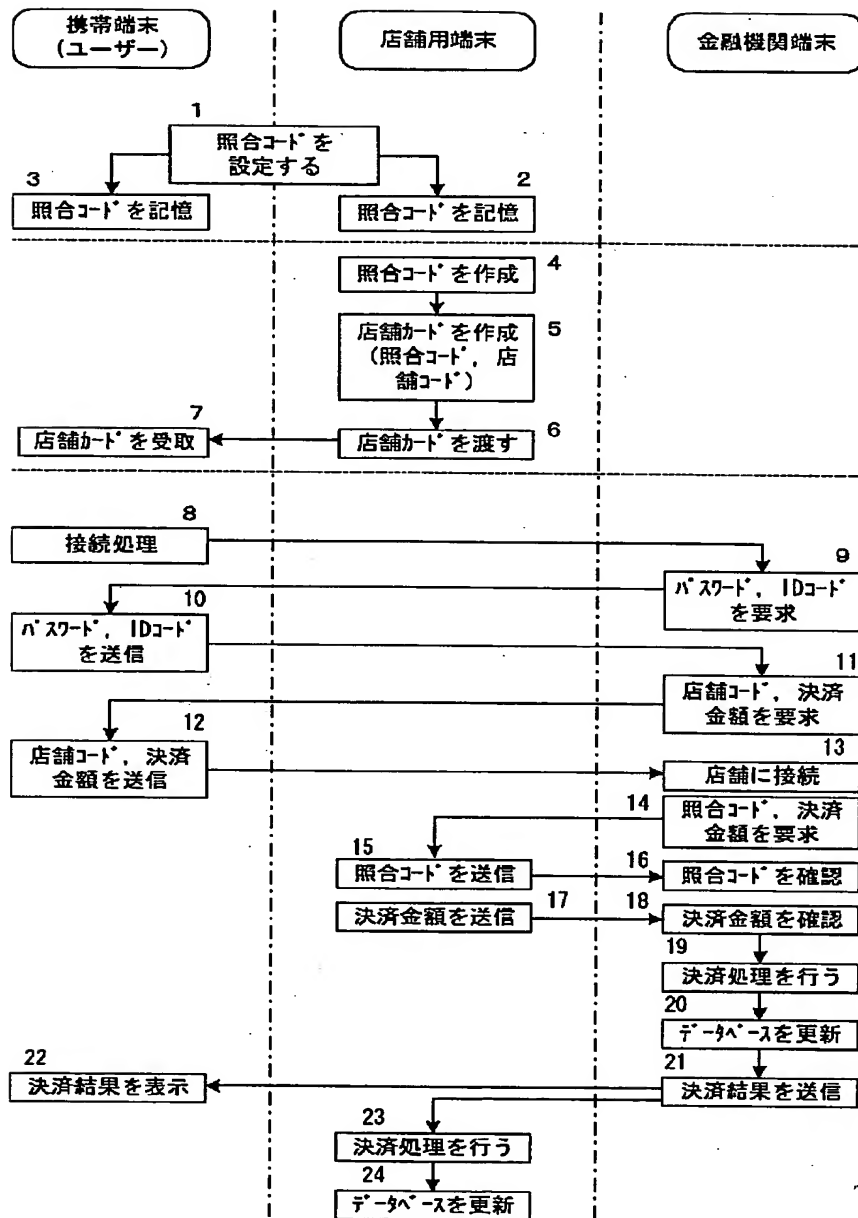 携帯端末
(ユーザー)
店舗用端末
金融機関端末
1
照合ｺｰﾄﾞを
設定する
3
照合ｺｰﾄﾞを記憶
2
照合ｺｰﾄﾞを記憶
照合ｺｰﾄﾞを作成
4
店舗ｶｰﾄﾞを作成
(照合ｺｰﾄﾞ, 店
舗ｺｰﾄﾞ)
5
7
店舗ｶｰﾄﾞを受取
店舗ｶｰﾄﾞを渡す
6
8
接続処理
9
ﾊﾟｽﾜｰﾄﾞ, IDｺｰﾄﾞ
を要求
10
ﾊﾟｽﾜｰﾄﾞ, IDｺｰﾄﾞ
を送信
11
店舗ｺｰﾄﾞ, 決済
金額を要求
12
店舗ｺｰﾄﾞ, 決済
金額を送信
13
店舗に接続
14
照合ｺｰﾄﾞ, 決済
金額を要求
15
照合ｺｰﾄﾞを送信
16
照合ｺｰﾄﾞを確認
決済金額を送信
17
18
決済金額を確認
19
決済処理を行う
20
ﾃﾞｰﾀﾍﾞｰｽを更新
21
決済結果を送信
22
決済結果を表示
23
決済処理を行う
24
ﾃﾞｰﾀﾍﾞｰｽを更新